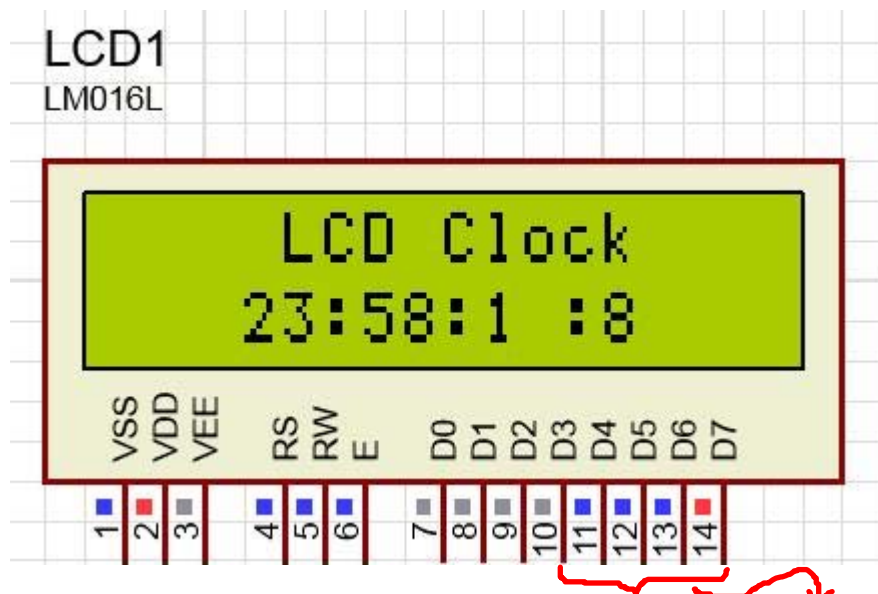 LCD1
LM016L
LCD Clock
23:58:1 :8
VSS VDD VEE RS RW E D0 D1 D2 D3 D4 D5 D6 D7
1 2 3 4 5 6 7 8 9 10 11 12 13 14